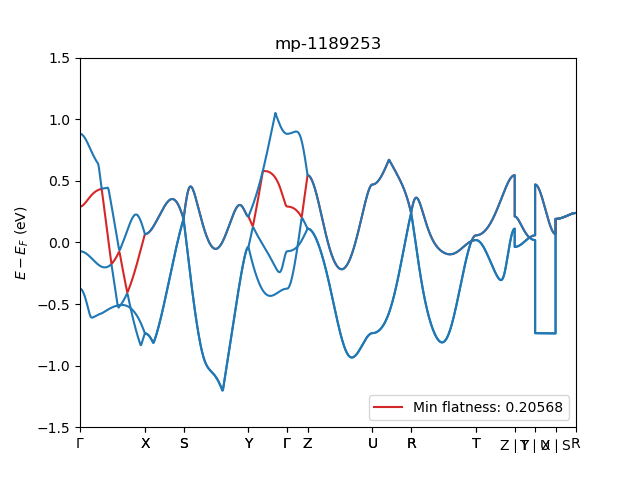 mp-1189253
1.5
1.0
0.5
0.0
−0.5
−1.0
−1.5
E − E_F (eV)
Min flatness: 0.20568
Γ X S Y Γ Z U R T Z | Y | X | S R